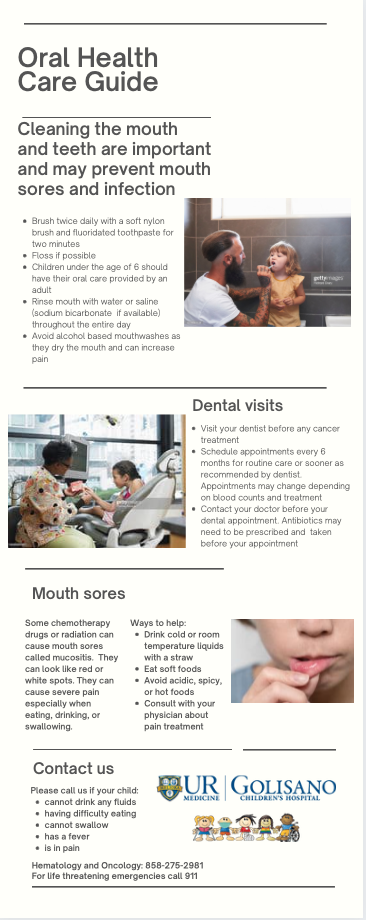 Oral Health
Care Guide
Cleaning the mouth
and teeth are important
and may prevent mouth
sores and infection
Brush twice daily with a soft nylon
brush and fluoridated toothpaste for
two minutes
Floss if possible
Children under the age of 6 should
have their oral care provided by an
adult
Rinse mouth with water or saline
(sodium bicarbonate if available)
throughout the entire day
Avoid alcohol based mouthwashes as
they dry the mouth and can increase
pain
gettyimages
Dental visits
Visit your dentist before any cancer
treatment
Schedule appointments every 6
months for routine care or sooner as
recommended by dentist.
Appointments may change depending
on blood counts and treatment
Contact your doctor before your
dental appointment. Antibiotics may
need to be prescribed and taken
before your appointment
Mouth sores
Some chemotherapy
drugs or radiation can
cause mouth sores
called mucositis. They
can look like red or
white spots. They can
cause severe pain
especially when
eating, drinking, or
swallowing.
Ways to help:
Drink cold or room
temperature liquids
with a straw
Eat soft foods
Avoid acidic, spicy,
or hot foods
Consult with your
physician about
pain treatment
Contact us
Please call us if your child:
cannot drink any fluids
having difficulty eating
cannot swallow
has a fever
is in pain
UR MEDICINE
GOLISANO
CHILDREN'S HOSPITAL
Hematology and Oncology: 858-275-2981
For life threatening emergencies call 911